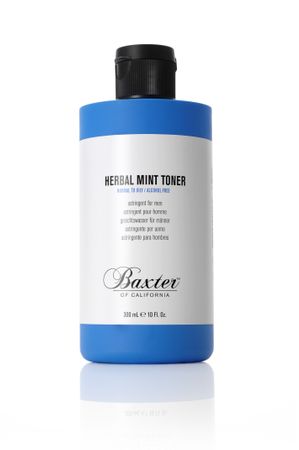 HERBAL MINT TONER
NORMAL TO OILY / ALCOHOL FREE
astringent for men
astringent pour homme
gesichtswasser für männer
astringente per uomo
astringente para hombres
Baxter™
OF CALIFORNIA
300 mL ℮ 10 Fl. Oz.